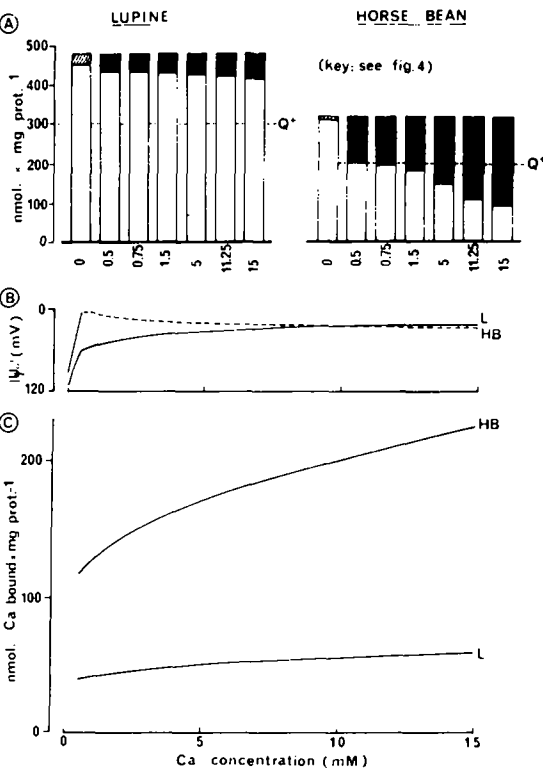 LUPINE HORSE BEAN
A
500
(key: see fig. 4)
400
300 Q+
200 Q+
100
0
nmol. × mg prot.⁻¹
0 0.5 0.75 1.5 5 11.25 15
0 0.5 0.75 1.5 5 11.25 15
B
0
L
HB
120
(mV)
C
HB
200
100
L
0
nmol. Ca bound. mg prot.⁻¹
0 5 10 15
Ca concentration (mM)